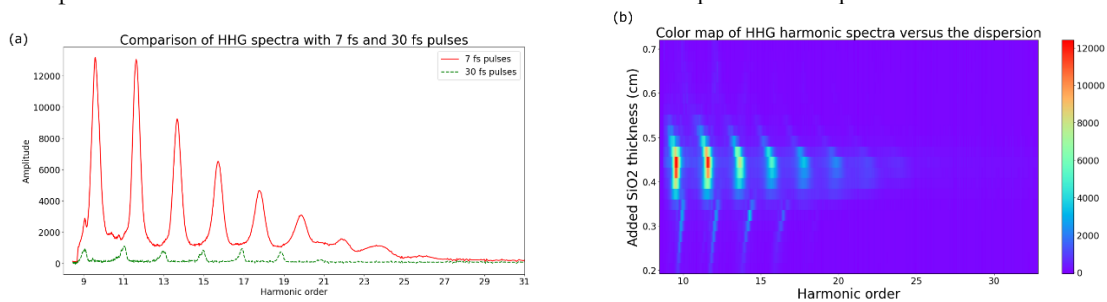 (a)
Comparison of HHG spectra with 7 fs and 30 fs pulses
7 fs pulses
30 fs pulses
12000
10000
8000
6000
4000
2000
0
Amplitude
9 11 13 15 17 19 21 23 25 27 29 31
Harmonic order
(b)
Color map of HHG harmonic spectra versus the dispersion
0.7
0.6
0.5
0.4
0.3
0.2
Added SiO2 thickness (cm)
10 15 20 25 30
Harmonic order
12000
10000
8000
6000
4000
2000
0